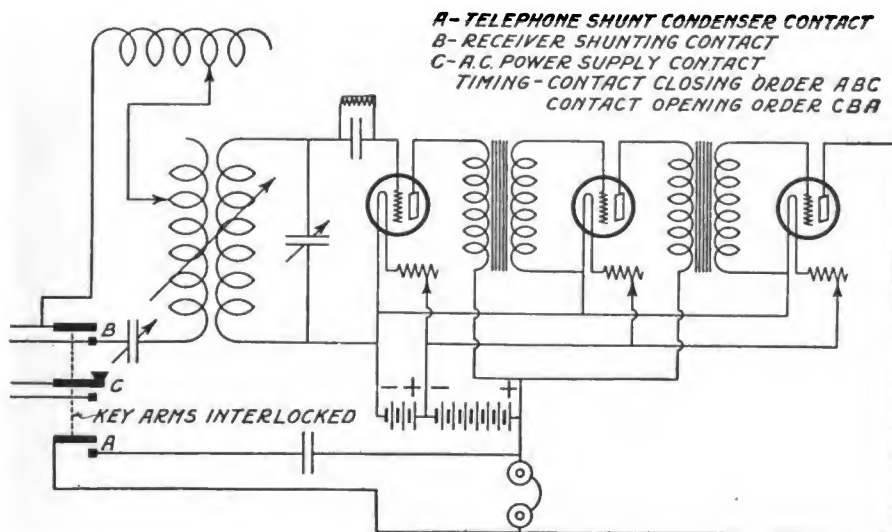 A-TELEPHONE SHUNT CONDENSER CONTACT
B-RECEIVER SHUNTING CONTACT
C-A.C. POWER SUPPLY CONTACT
TIMING-CONTACT CLOSING ORDER ABC
CONTACT OPENING ORDER CBA
B
C
KEY ARMS INTERLOCKED
A
- + - +